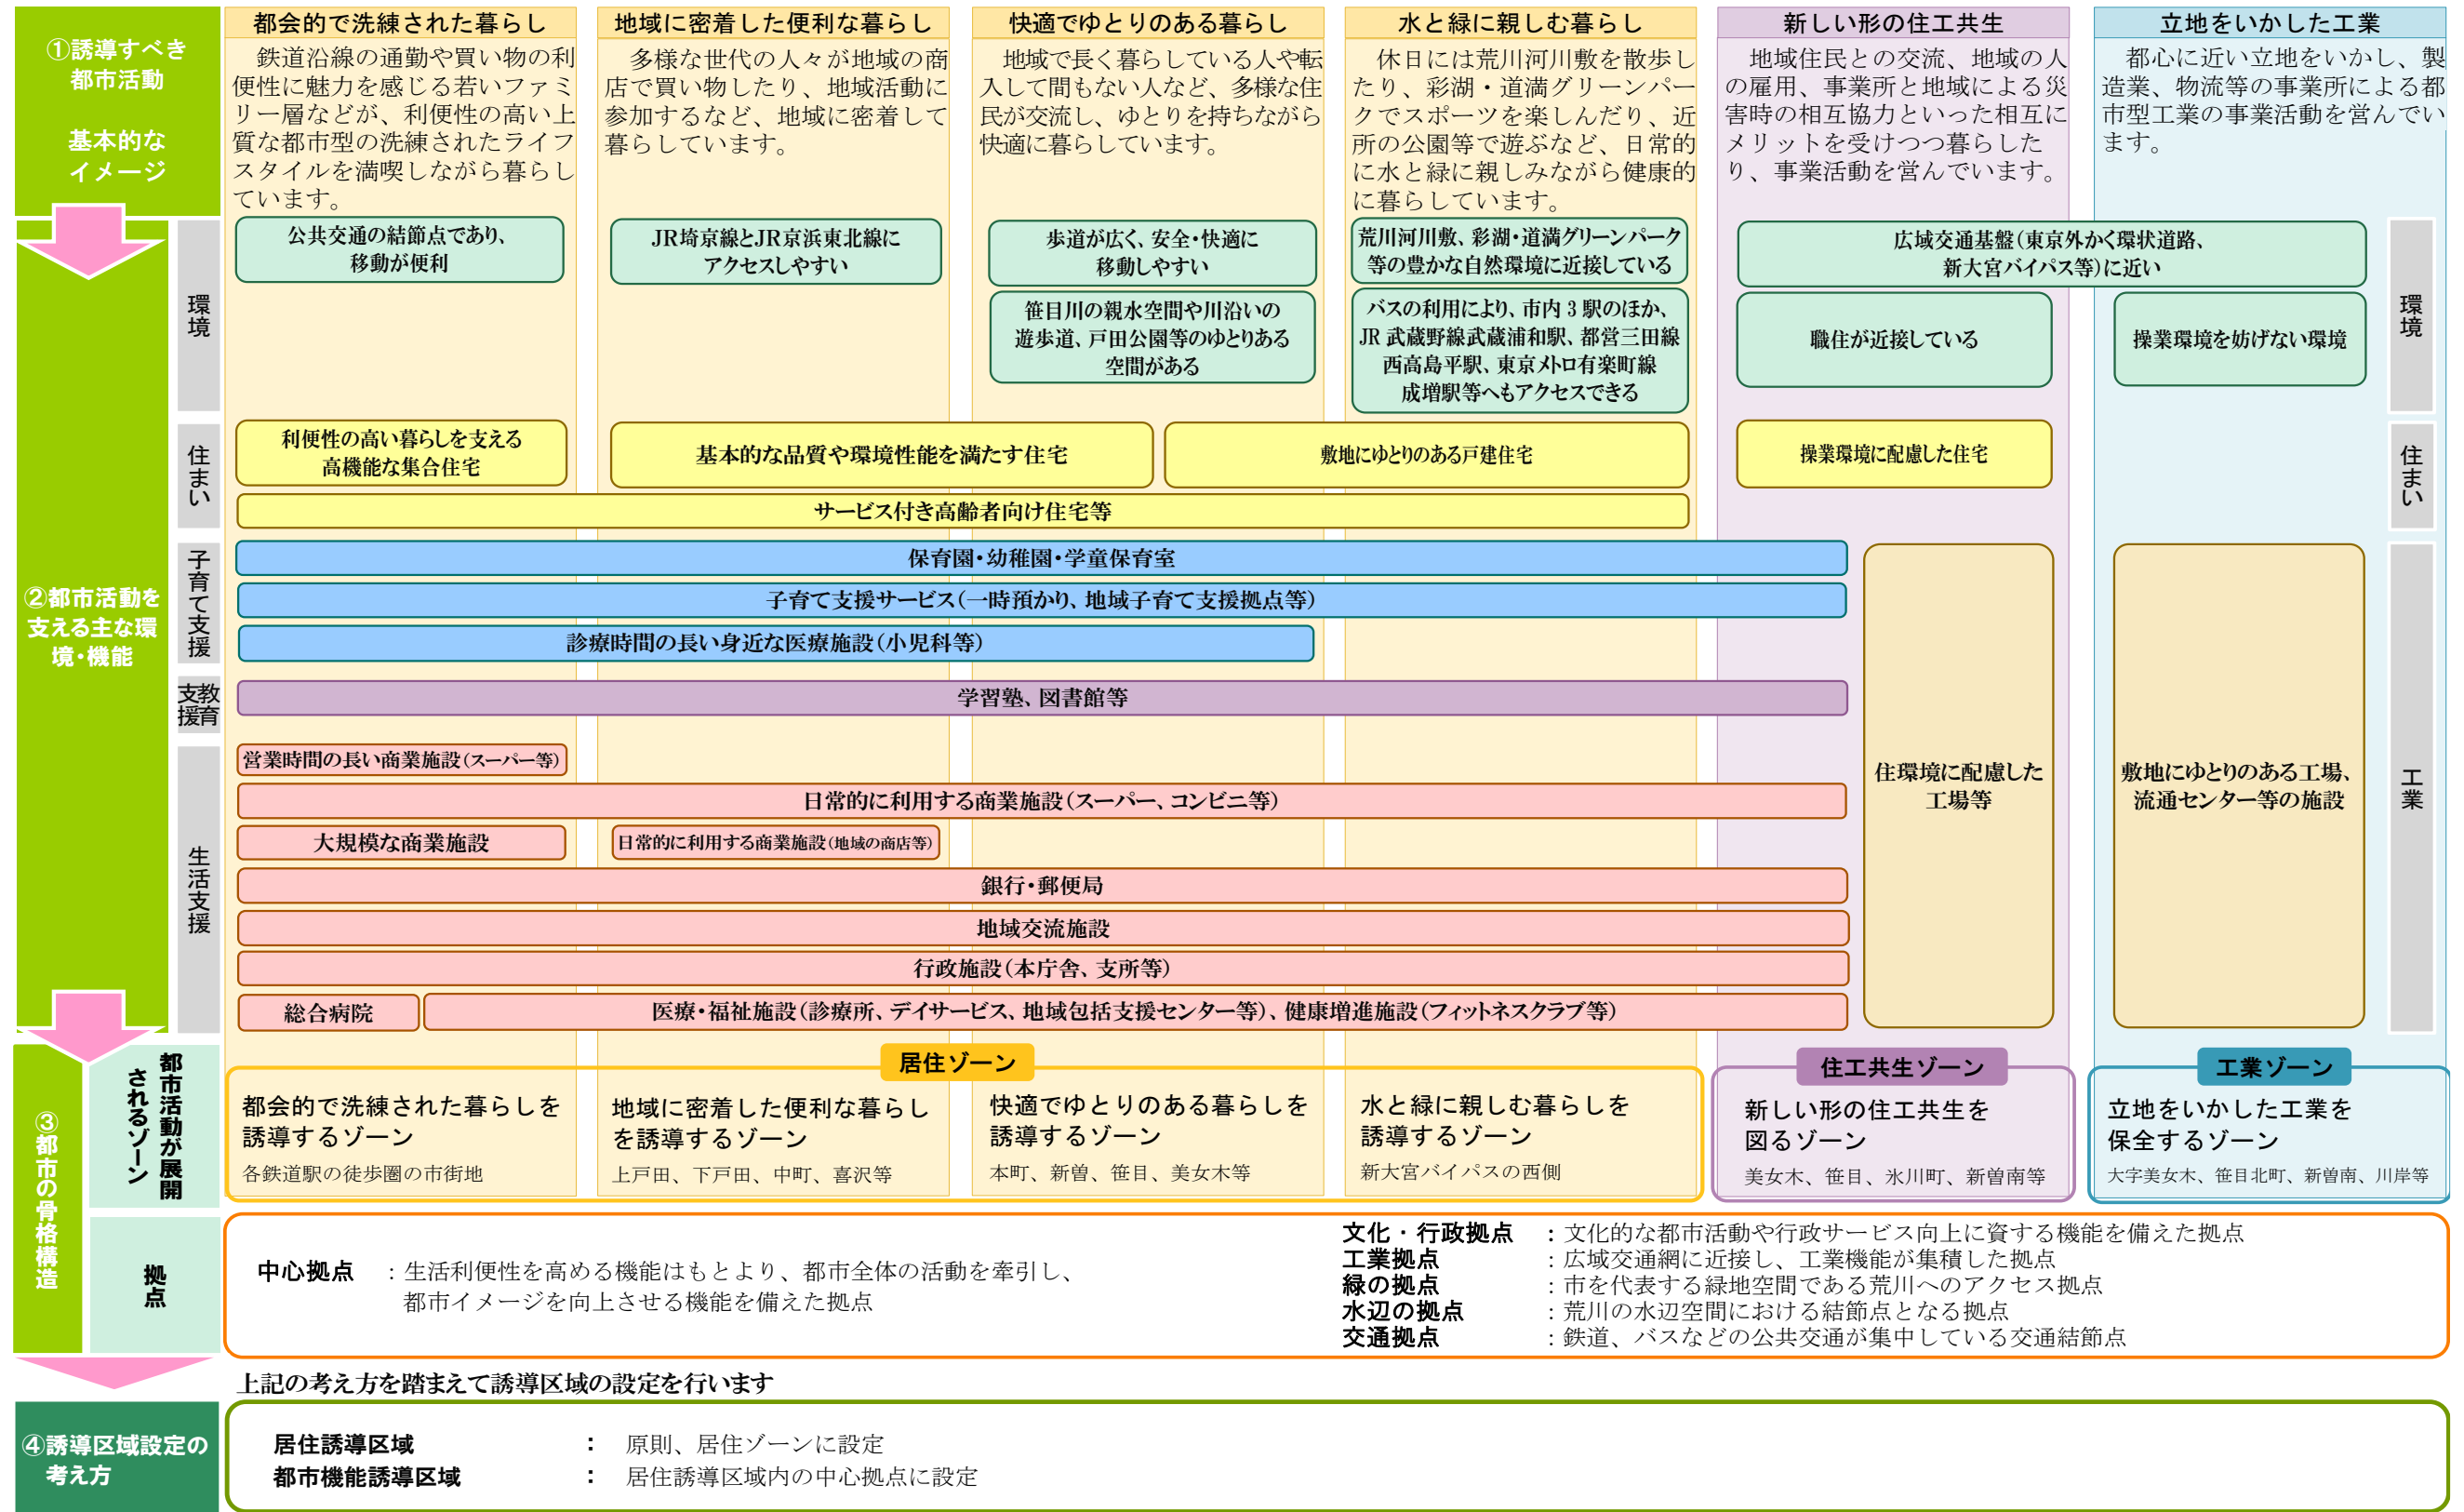 ①誘導すべき
都市活動
基本的な
イメージ
都会的で洗練された暮らし
鉄道沿線の通勤や買い物の利
便性に魅力を感じる若いファミ
リー層などが、利便性の高い上
質な都市型の洗練されたライフ
スタイルを満喫しながら暮らし
ています。
地域に密着した便利な暮らし
多様な世代の人々が地域の商
店で買い物したり、地域活動に
参加するなど、地域に密着して
暮らしています。
快適でゆとりのある暮らし
地域で長く暮らしている人や転
入して間もない人など、多様な住
民が交流し、ゆとりを持ちながら
快適に暮らしています。
水と緑に親しむ暮らし
休日には荒川河川敷を散歩し
たり、彩湖・道満グリーンパー
クでスポーツを楽しんだり、近
所の公園等で遊ぶなど、日常的
に水と緑に親しみながら健康的
に暮らしています。
新しい形の住工共生
地域住民との交流、地域の人
の雇用、事業所と地域による災
害時の相互協力といった相互に
メリットを受けつつ暮らした
り、事業活動を営んでいます。
立地をいかした工業
都心に近い立地をいかし、製
造業、物流等の事業所による都
市型工業の事業活動を営んでい
ます。
②都市活動を
支える主な環
境・機能
環境
公共交通の結節点であり、
移動が便利
JR埼京線とJR京浜東北線に
アクセスしやすい
歩道が広く、安全・快適に
移動しやすい
笹目川の親水空間や川沿いの
遊歩道、戸田公園等のゆとりある
空間がある
荒川河川敷、彩湖・道満グリーンパーク
等の豊かな自然環境に近接している
バスの利用により、市内3駅のほか、
JR武蔵野線武蔵浦和駅、都営三田線
西高島平駅、東京メトロ有楽町線
成増駅等へもアクセスできる
広域交通基盤（東京外かく環状道路、
新大宮バイパス等）に近い
職住が近接している
操業環境を妨げない環境
環境
住まい
利便性の高い暮らしを支える
高機能な集合住宅
基本的な品質や環境性能を満たす住宅
敷地にゆとりのある戸建住宅
操業環境に配慮した住宅
サービス付き高齢者向け住宅等
住まい
子育て支援
保育園・幼稚園・学童保育室
子育て支援サービス（一時預かり、地域子育て支援拠点等）
診療時間の長い身近な医療施設（小児科等）
教育
支援
学習塾、図書館等
生活支援
営業時間の長い商業施設（スーパー等）
日常的に利用する商業施設（スーパー、コンビニ等）
大規模な商業施設
日常的に利用する商業施設（地域の商店等）
銀行・郵便局
地域交流施設
行政施設（本庁舎、支所等）
総合病院
医療・福祉施設（診療所、デイサービス、地域包括支援センター等）、健康増進施設（フィットネスクラブ等）
住環境に配慮した
工場等
敷地にゆとりのある工場、
流通センター等の施設
工業
③都市の骨格構造
都市活動が展開
されるゾーン
居住ゾーン
都会的で洗練された暮らしを
誘導するゾーン
各鉄道駅の徒歩圏の市街地
地域に密着した便利な暮らし
を誘導するゾーン
上戸田、下戸田、中町、喜沢等
快適でゆとりのある暮らしを
誘導するゾーン
本町、新曽、笹目、美女木等
水と緑に親しむ暮らしを
誘導するゾーン
新大宮バイパスの西側
住工共生ゾーン
新しい形の住工共生を
図るゾーン
美女木、笹目、氷川町、新曽南等
工業ゾーン
立地をいかした工業を
保全するゾーン
大字美女木、笹目北町、新曽南、川岸等
拠点
中心拠点 ：生活利便性を高める機能はもとより、都市全体の活動を牽引し、
都市イメージを向上させる機能を備えた拠点
文化・行政拠点 ：文化的な都市活動や行政サービス向上に資する機能を備えた拠点
工業拠点 ：広域交通網に近接し、工業機能が集積した拠点
緑の拠点 ：市を代表する緑地空間である荒川へのアクセス拠点
水辺の拠点 ：荒川の水辺空間における結節点となる拠点
交通拠点 ：鉄道、バスなどの公共交通が集中している交通結節点
上記の考え方を踏まえて誘導区域の設定を行います
④誘導区域設定の
考え方
居住誘導区域 ： 原則、居住ゾーンに設定
都市機能誘導区域 ： 居住誘導区域内の中心拠点に設定